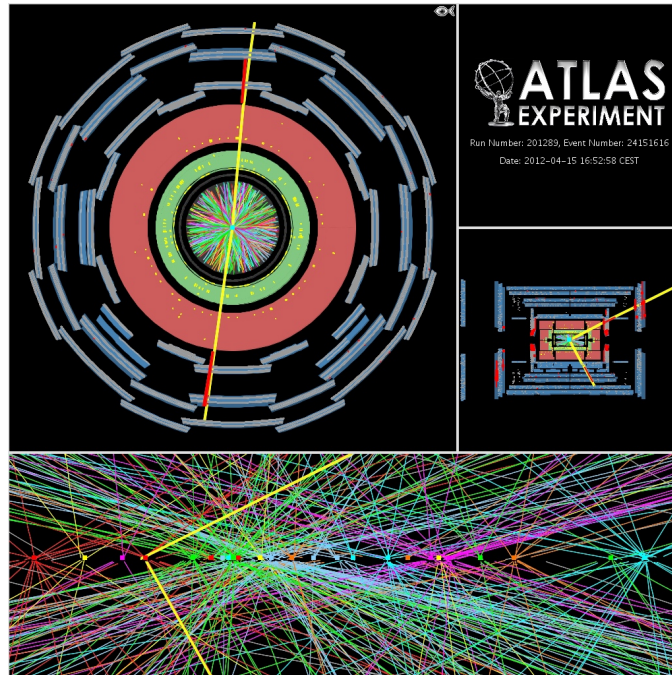 ATLAS
EXPERIMENT
Run Number: 201289, Event Number: 24151616
Date: 2012-04-15 16:52:58 CEST